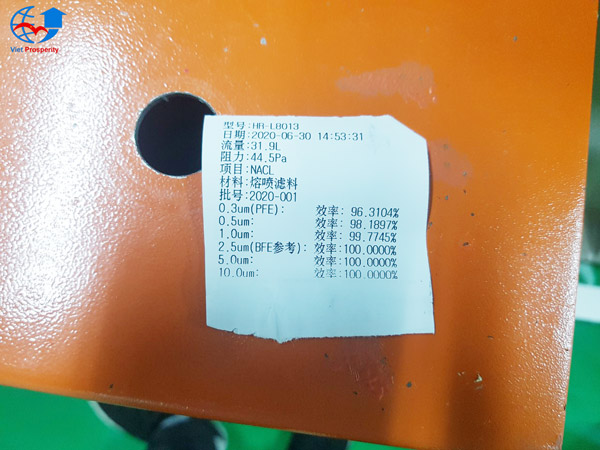 Viet Prosperity
型号:HR-L8013
日期:2020-06-30 14:53:31
流量:31.9L
阻力:44.5Pa
项目:NACL
材料:熔喷滤料
批号:2020-001
0.3um(PFE): 效率: 96.3104%
0.5um: 效率: 98.1897%
1.0um: 效率: 99.7745%
2.5um(BFE参考): 效率:100.0000%
5.0um: 效率:100.0000%
10.0um: 效率:100.0000%